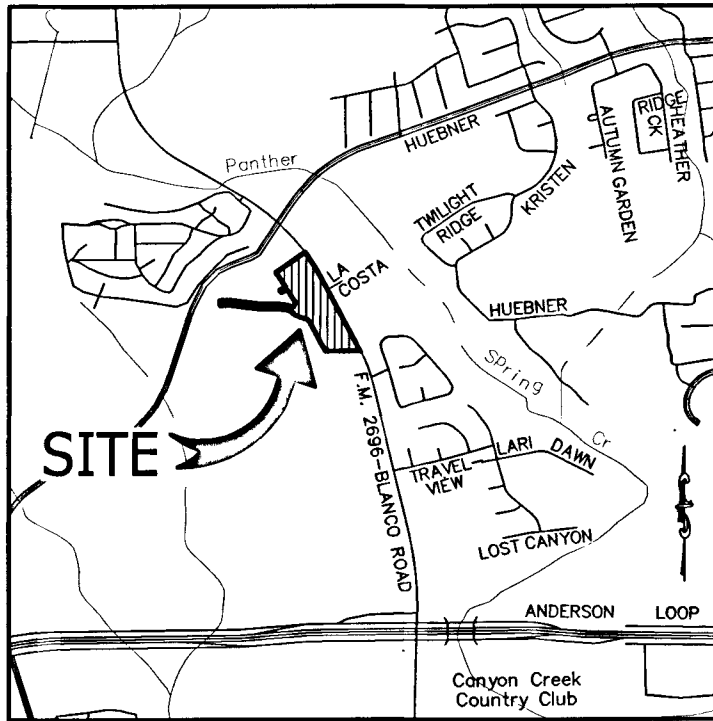 HUEBNER
Panther
TWILIGHT
RIDGE
KRISTEN
AUTUMN GARDEN
RIDGE
CK
HEATHER
LA
COSTA
HUEBNER
Spring
Cr
SITE
F.M. 2696-BLANCO ROAD
TRAVEL
VIEW
LARI
DAWN
LOST CANYON
ANDERSON LOOP
Canyon Creek
Country Club